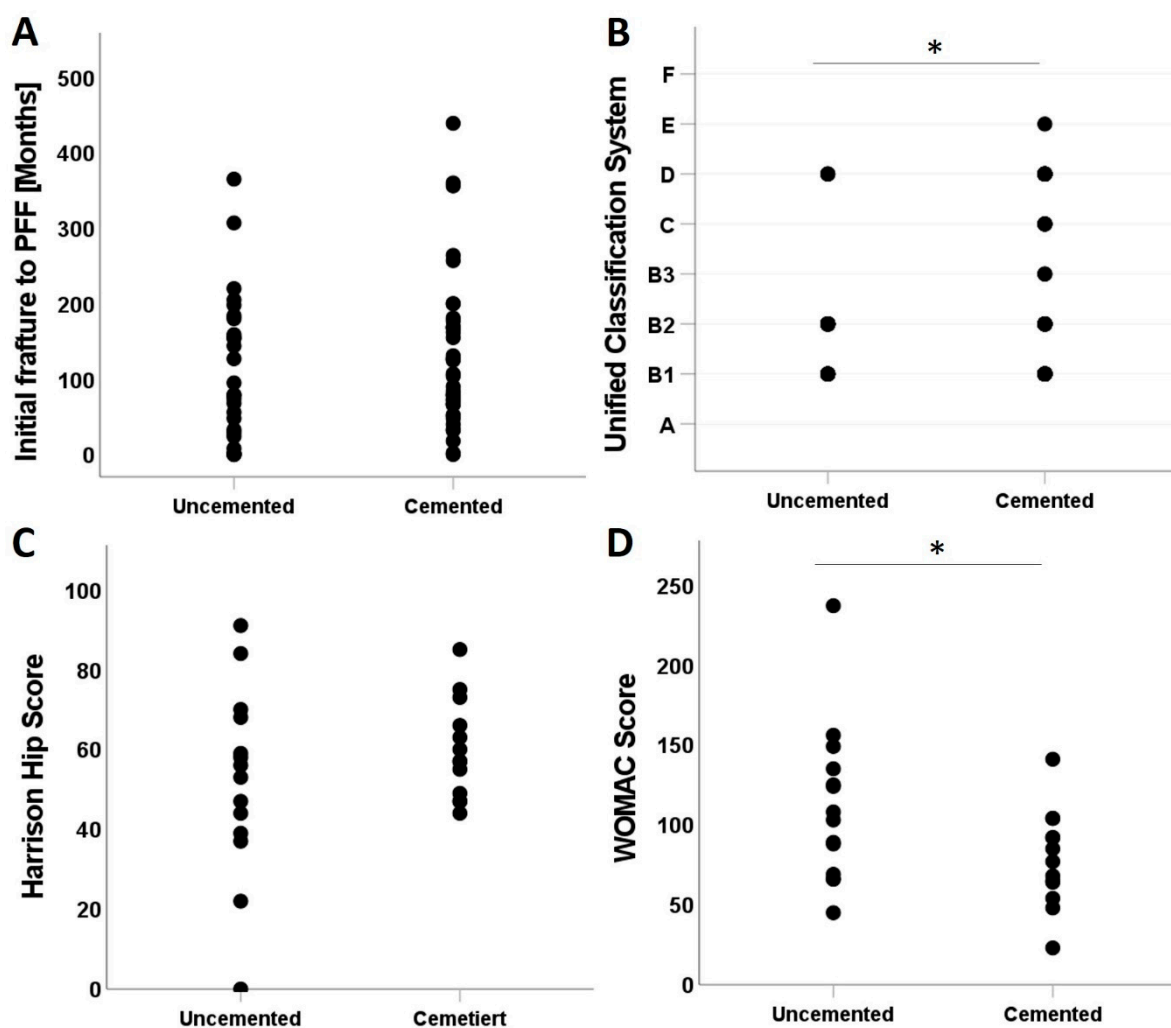 A
Initial frafture to PFF [Months]
500
400
300
200
100
0
Uncemented
Cemented
B
*
Unified Classification System
F
E
D
C
B3
B2
B1
A
Uncemented
Cemented
C
Harrison Hip Score
100
80
60
40
20
0
Uncemented
Cemetiert
D
*
WOMAC Score
250
200
150
100
50
0
Uncemented
Cemented